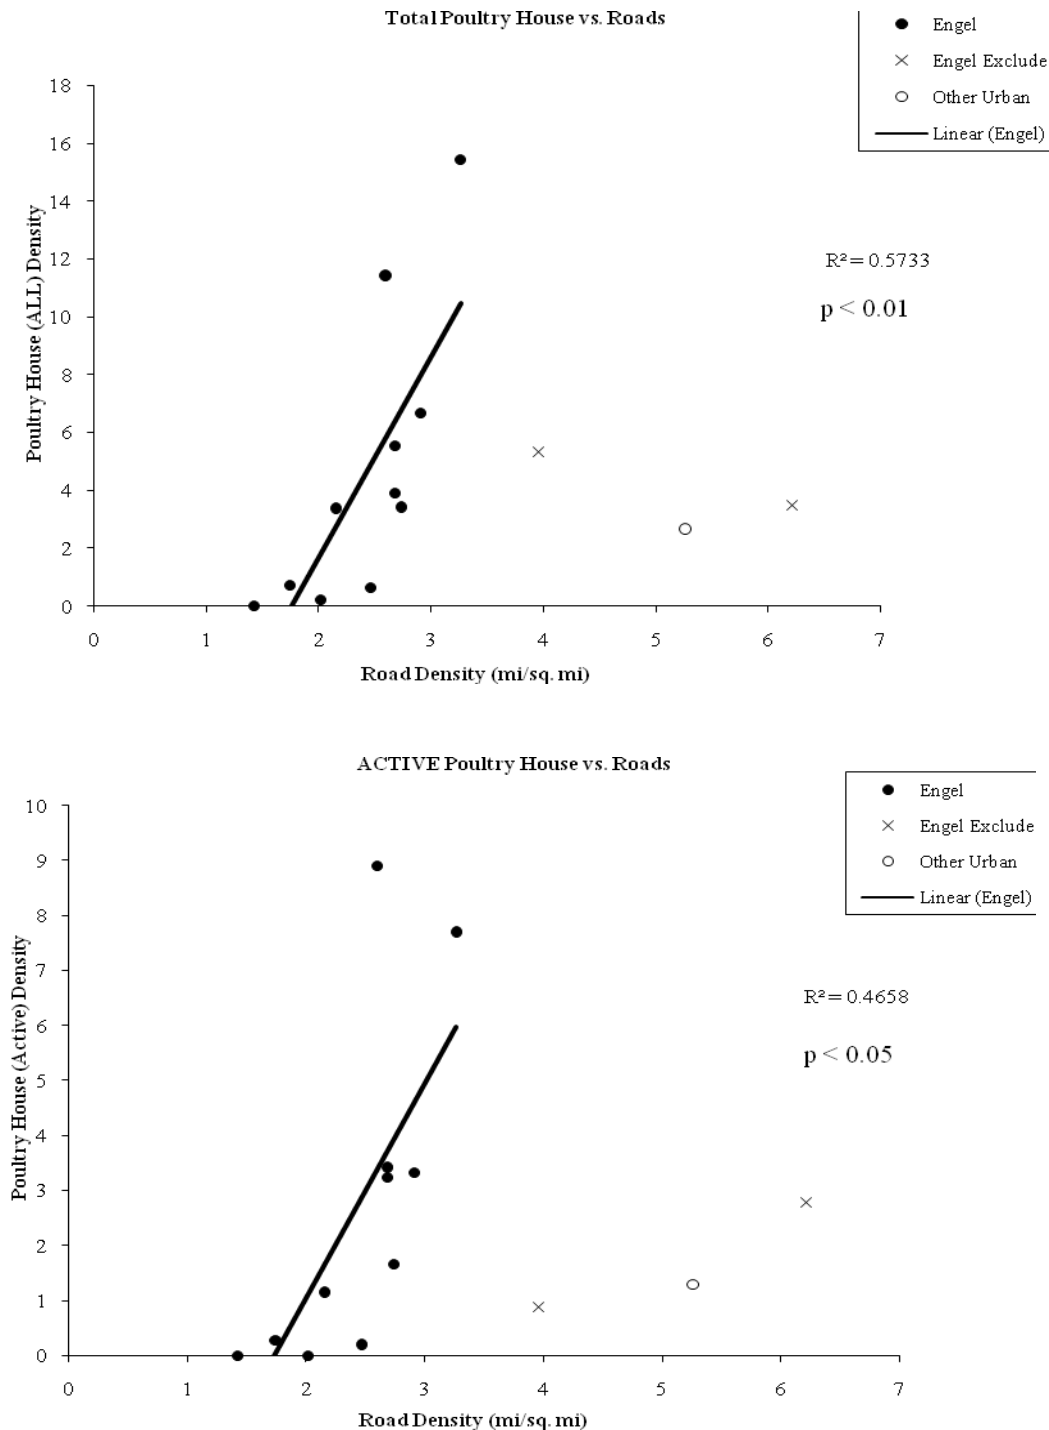 Total Poultry House vs. Roads
Engel
Engel Exclude
Other Urban
Linear (Engel)
18
16
14
12
10
8
6
4
2
0
Poultry House (ALL) Density
R² = 0.5733
p < 0.01
0 1 2 3 4 5 6 7
Road Density (mi/sq. mi)
ACTIVE Poultry House vs. Roads
Engel
Engel Exclude
Other Urban
Linear (Engel)
10
9
8
7
6
5
4
3
2
1
0
Poultry House (Active) Density
R² = 0.4658
p < 0.05
0 1 2 3 4 5 6 7
Road Density (mi/sq. mi)